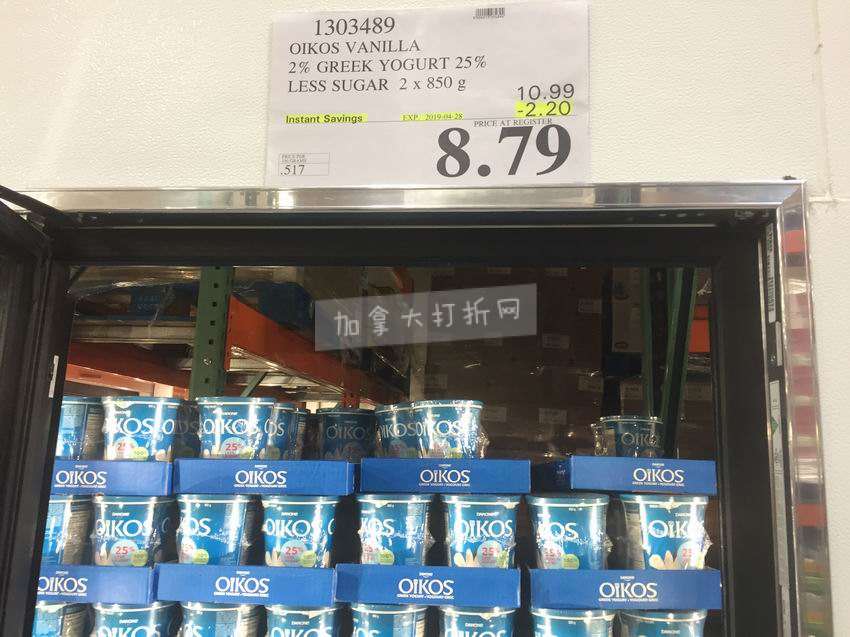 1303489
OIKOS VANILLA
2% GREEK YOGURT 25%
LESS SUGAR 2 x 850 g
10.99
-2.20
Instant Savings
EXP. 2019-04-28
PRICE AT REGISTER
8.79
PRICE PER
.517
加拿大打折网
OIKOS
OIKOS
OIKOS
OIKOS
OIKOS
OIKOS
OIKOS
OIKOS